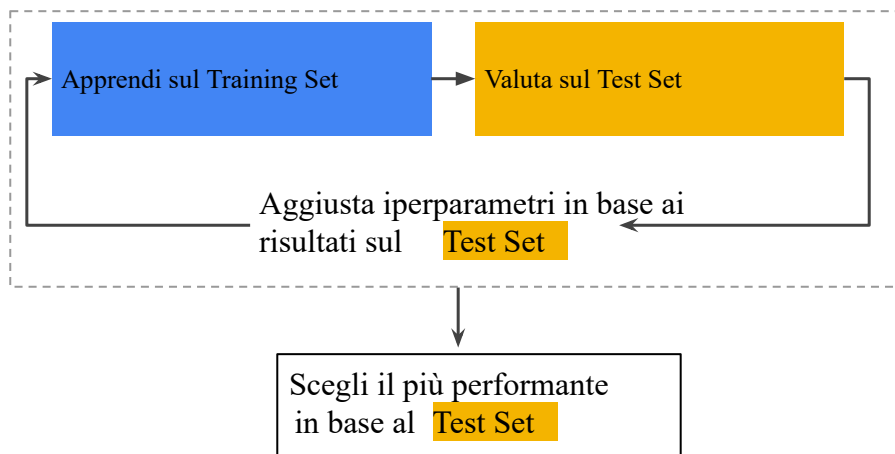 Apprendi sul Training Set
Valuta sul Test Set
Aggiusta iperparametri in base ai
risultati sul Test Set
Scegli il più performante
in base al Test Set